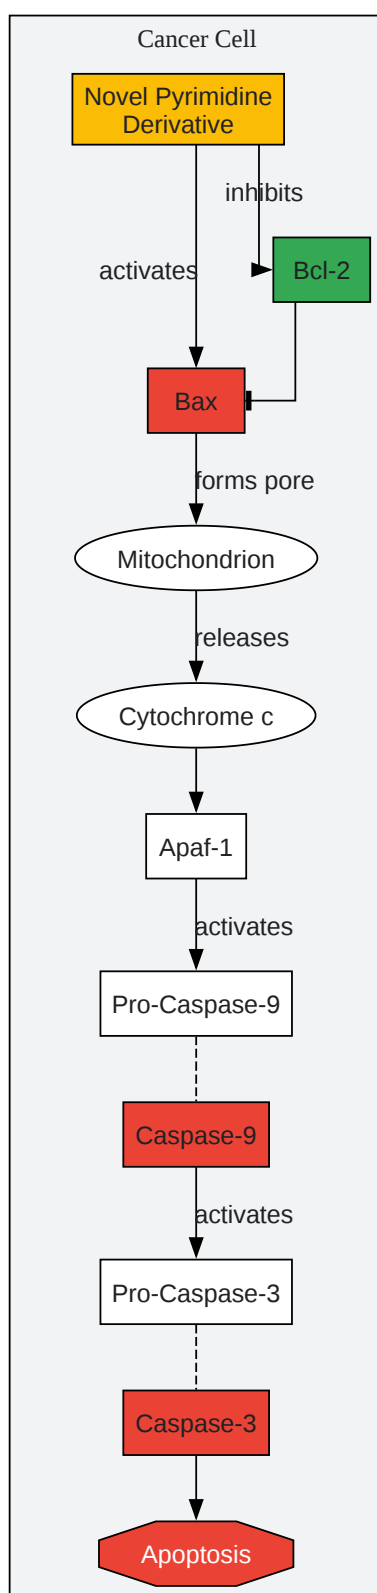 Cancer Cell
Novel Pyrimidine
Derivative
inhibits
Bcl-2
activates
Bax
forms pore
Mitochondrion
releases
Cytochrome c
Apaf-1
activates
Pro-Caspase-9
Caspase-9
activates
Pro-Caspase-3
Caspase-3
Apoptosis